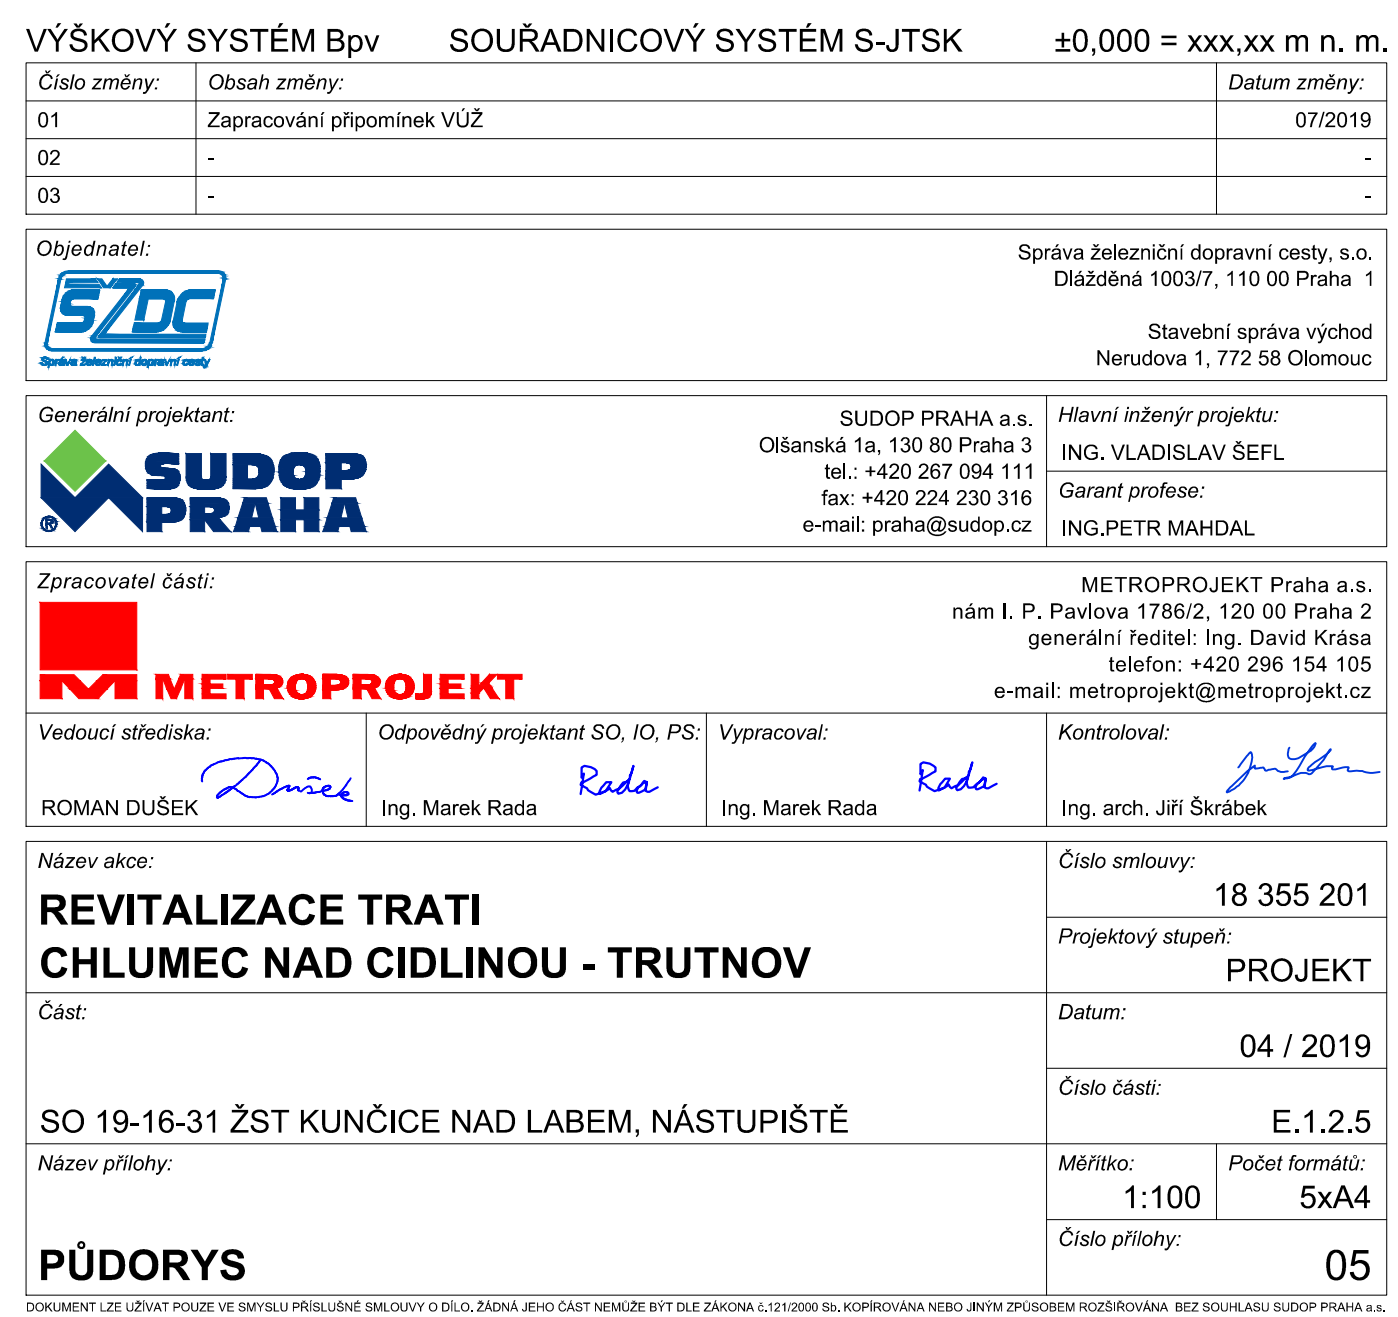 VÝŠKOVÝ SYSTÉM Bpv SOUŘADNICOVÝ SYSTÉM S-JTSK ±0,000 = xxx,xx m n. m.
Číslo změny: Obsah změny: Datum změny:
01 Zapracování připomínek VÚŽ 07/2019
02 - -
03 - -
Objednatel:
ŠŽDC
Správa železniční dopravní cesty
Správa železniční dopravní cesty, s.o.
Dlážděná 1003/7, 110 00 Praha 1
Stavební správa východ
Nerudova 1, 772 58 Olomouc
Generální projektant:
SUDOP
PRAHA
®
SUDOP PRAHA a.s.
Olšanská 1a, 130 80 Praha 3
tel.: +420 267 094 111
fax: +420 224 230 316
e-mail: praha@sudop.cz
Hlavní inženýr projektu:
ING. VLADISLAV ŠEFL
Garant profese:
ING.PETR MAHDAL
Zpracovatel části:
METROPROJEKT
METROPROJEKT Praha a.s.
nám I. P. Pavlova 1786/2, 120 00 Praha 2
generální ředitel: Ing. David Krása
telefon: +420 296 154 105
e-mail: metroprojekt@metroprojekt.cz
Vedoucí střediska:
Dušek
ROMAN DUŠEK
Odpovědný projektant SO, IO, PS:
Rada
Ing. Marek Rada
Vypracoval:
Rada
Ing. Marek Rada
Kontroloval:
Ing. arch. Jiří Škrábek
Název akce:
REVITALIZACE TRATI
CHLUMEC NAD CIDLINOU - TRUTNOV
Číslo smlouvy:
18 355 201
Projektový stupeň:
PROJEKT
Část:
SO 19-16-31 ŽST KUNČICE NAD LABEM, NÁSTUPIŠTĚ
Datum:
04 / 2019
Číslo části:
E.1.2.5
Název přílohy:
PŮDORYS
Měřítko:
1:100
Počet formátů:
5xA4
Číslo přílohy:
05
DOKUMENT LZE UŽÍVAT POUZE VE SMYSLU PŘÍSLUŠNÉ SMLOUVY O DÍLO. ŽÁDNÁ JEHO ČÁST NEMŮŽE BÝT DLE ZÁKONA č.121/2000 Sb. KOPÍROVÁNA NEBO JINÝM ZPŮSOBEM ROZŠIŘOVÁNA BEZ SOUHLASU SUDOP PRAHA a.s.